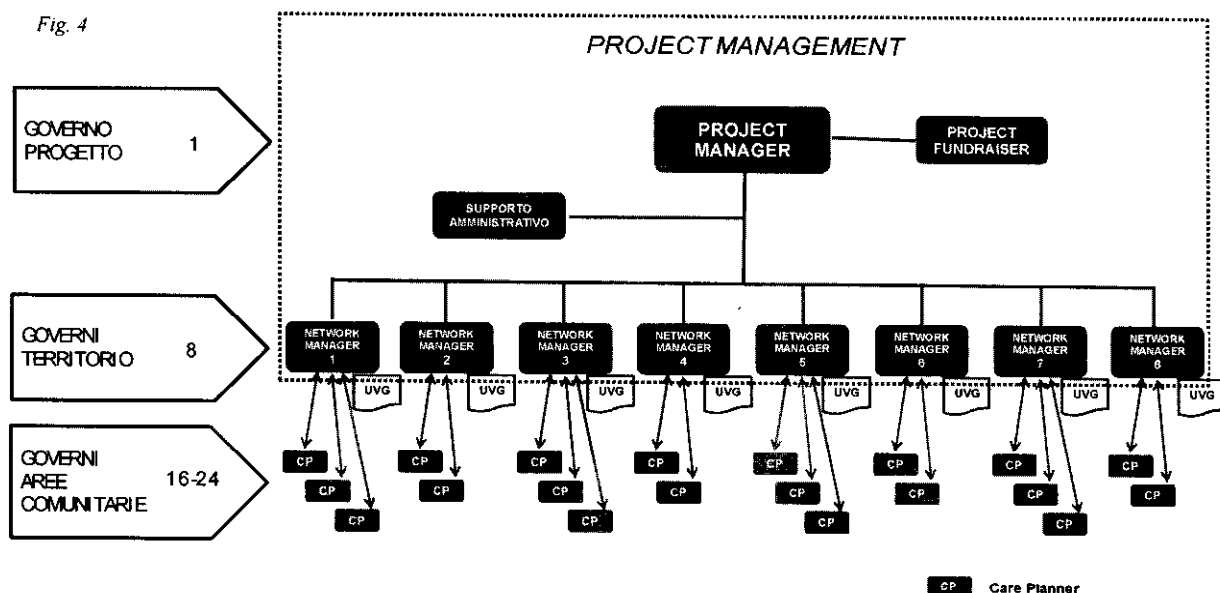 Fig. 4
PROJECT MANAGEMENT
GOVERNO
PROGETTO 1
PROJECT
MANAGER
PROJECT
FUNDRAISER
SUPPORTO
AMMINISTRATIVO
GOVERNI
TERRITORIO 8
NETWORK
MANAGER
1
NETWORK
MANAGER
2
NETWORK
MANAGER
3
NETWORK
MANAGER
4
NETWORK
MANAGER
5
NETWORK
MANAGER
6
NETWORK
MANAGER
7
NETWORK
MANAGER
8
UVG UVG UVG UVG UVG UVG UVG UVG
GOVERNI
AREE
COMUNITARIE 16-24
CP CP CP CP CP CP CP CP
CP CP CP CP CP CP CP CP
CP CP CP CP
CP Care Planner